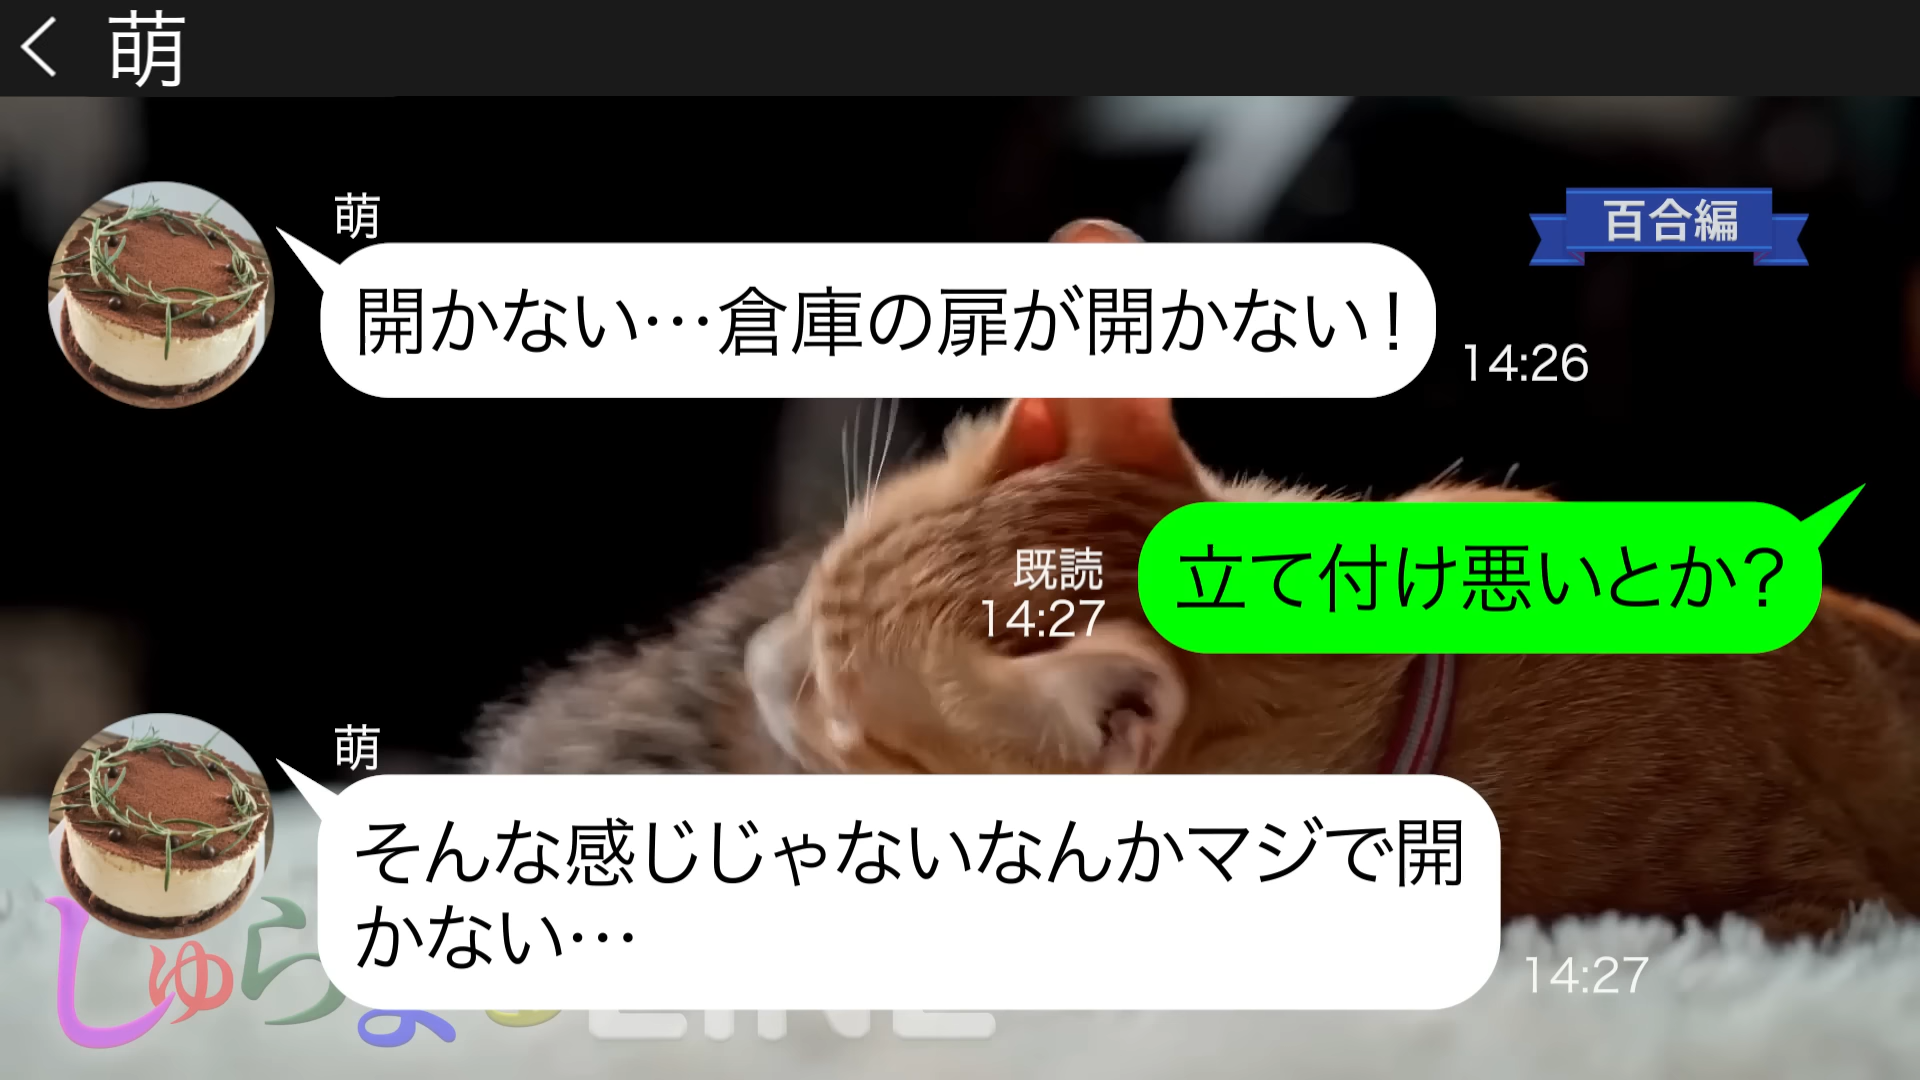 萌
萌
百合編
開かない…倉庫の扉が開かない！
14:26
既読
14:27
立て付け悪いとか？
萌
そんな感じじゃないなんかマジで開
かない…
14:27
しゅらま
LINE